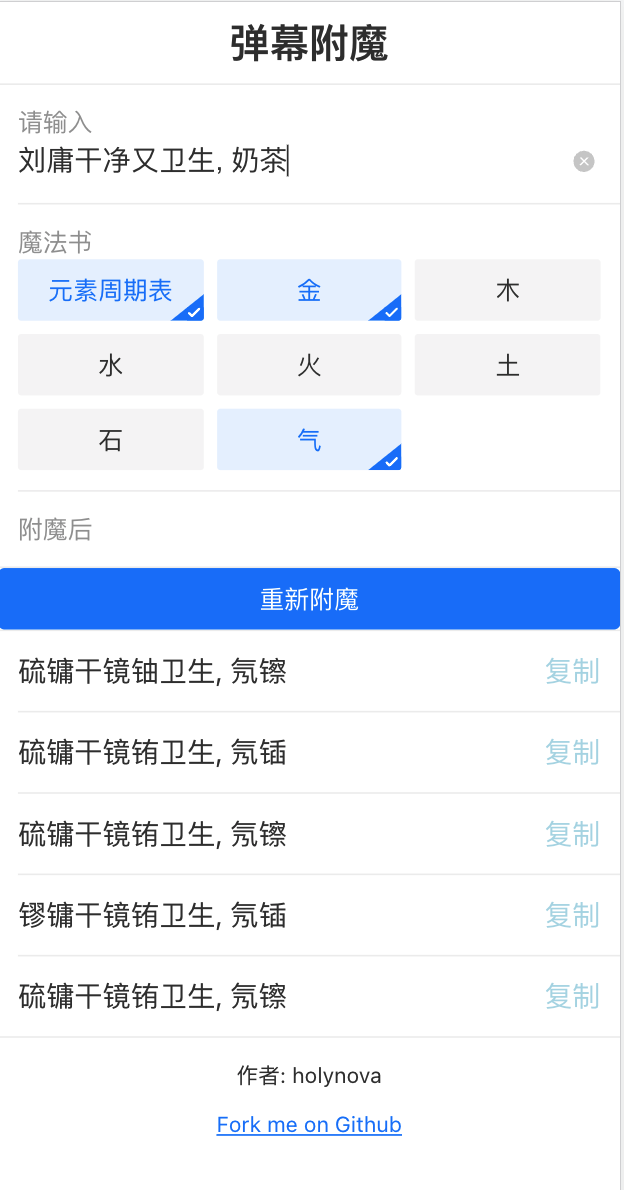 弹幕附魔
请输入
刘庸干净又卫生, 奶茶
魔法书
元素周期表 金 木
水 火 土
石 气
附魔后
重新附魔
硫镛干镜铀卫生, 氖镲 复制
硫镛干镜铕卫生, 氖锸 复制
硫镛干镜铕卫生, 氖镲 复制
镠镛干镜铕卫生, 氖锸 复制
硫镛干镜铕卫生, 氖镲 复制
作者: holynova
Fork me on Github